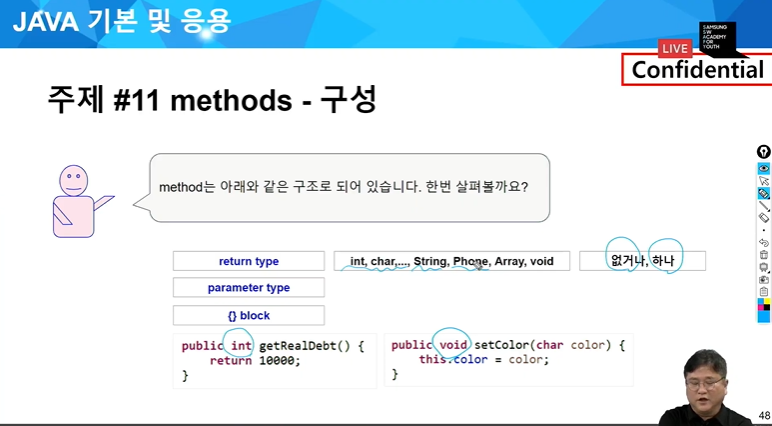 JAVA 기본 및 응용
SAMSUNG
SW
ACADEMY
FOR
YOUTH
LIVE
Confidential
주제 #11 methods - 구성
method는 아래와 같은 구조로 되어 있습니다. 한번 살펴볼까요?
return type
int, char,..., String, Phone, Array, void
없거나, 하나
parameter type
{} block
public int getRealDebt() {
return 10000;
}
public void setColor(char color) {
this.color = color;
}
48